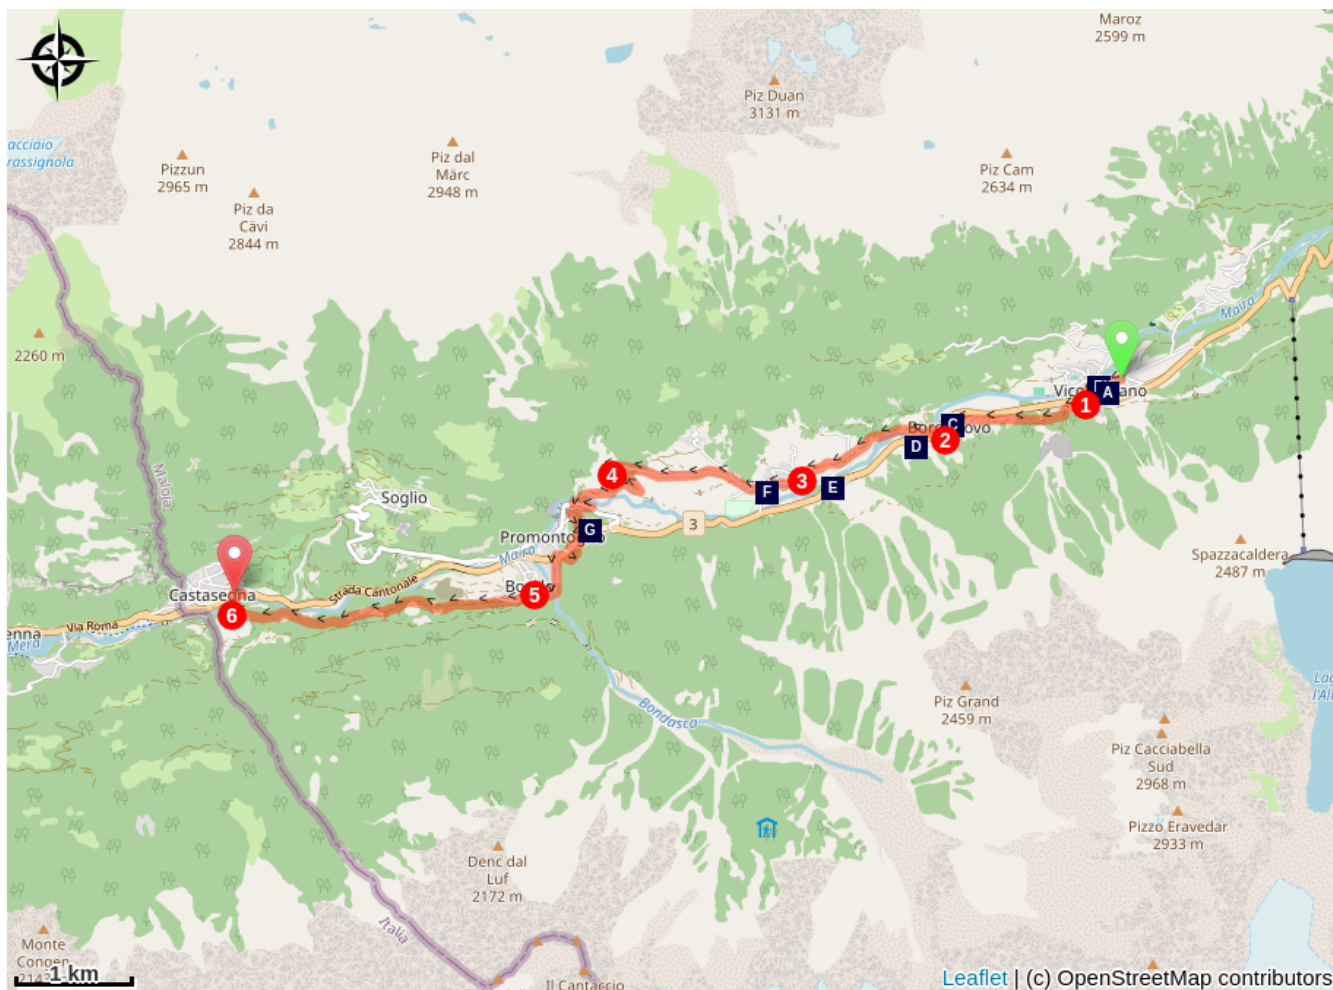 Maroz
2599 m
Piz Duan
3131 m
acciaio
rassignola
Pizzun
2965 m
Piz dal
Märc
2948 m
Piz Cam
2634 m
Piz da
Cävi
2844 m
Maira
2260 m
A
1
C
2
D
Maloja
Soglio
4
3
F
E
3
G
Mairo
Spazzacaldera
2487 m
Castasegna
Strada Cantonale
5
6
Via Roma
enna
Mera
Bondasca
Piz Grand
2459 m
Piz Cacciabella
Sud
2968 m
Pizzo Eravedar
2933 m
Denc dal
Luf
2172 m
Italia
Monte
1 km
Il Cantaccio
Leaflet | (c) OpenStreetMap contributors